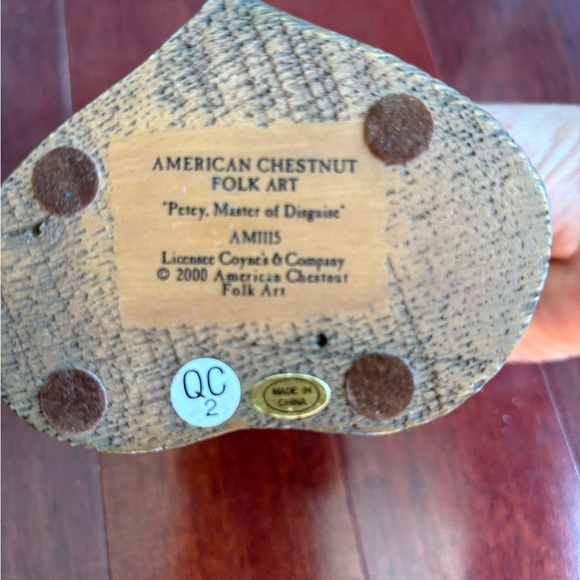 AMERICAN CHESTNUT
FOLK ART
"Petey, Master of Disguise"
AM1115
Licensee Coyne's & Company
© 2000 American Chestnut
Folk Art
QC
2
MADE IN
CHINA